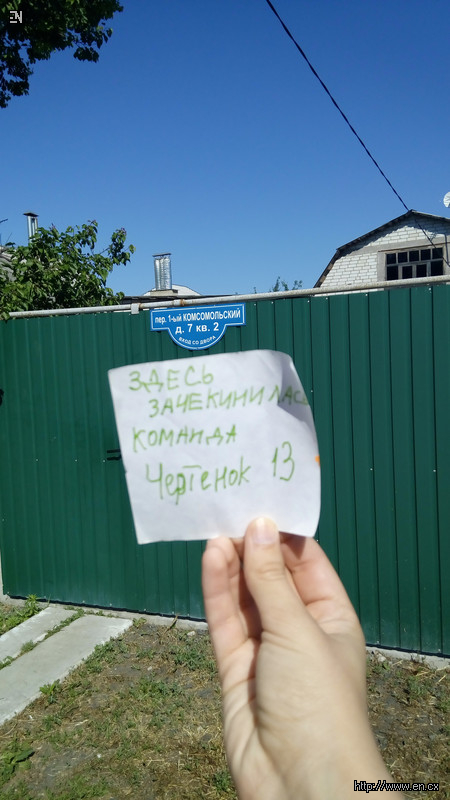 EN
пер. 1-ый КОМСОМОЛЬСКИЙ
д. 7 кв. 2
ВХОД СО ДВОРА
ЗДЕСЬ
ЗАЧЕКИНИЛАСЬ
КОМАНДА
Чертенок 13
http://www.en.cx